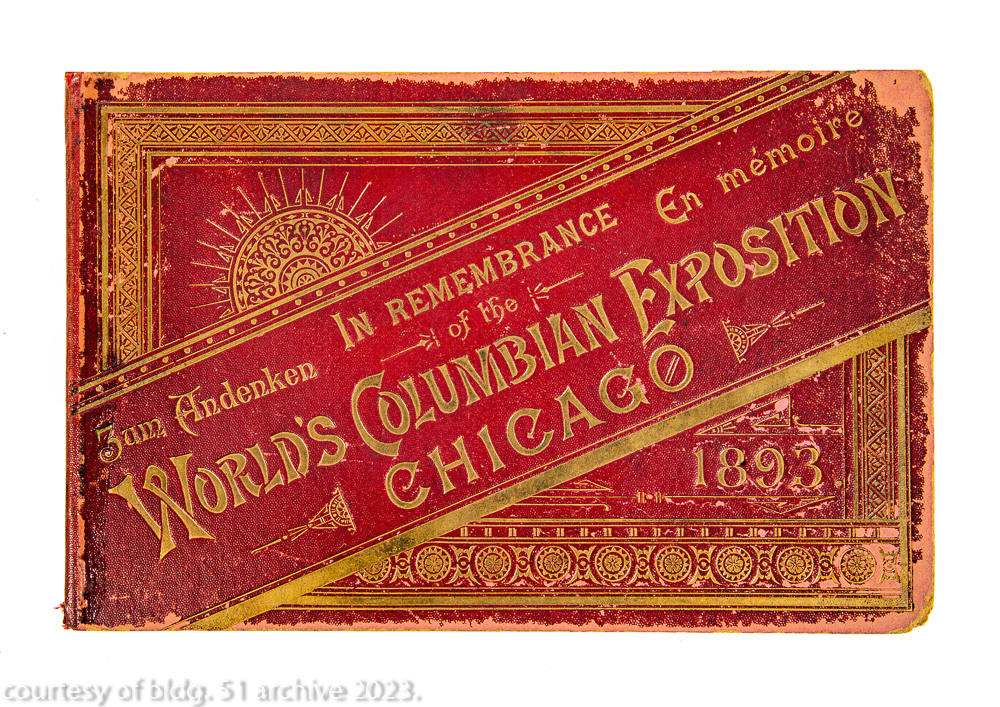 Zum Andenken
In Remembrance
En mémoire
of the
World's Columbian Exposition
Chicago
1893
courtesy of bldg. 51 archive 2023.